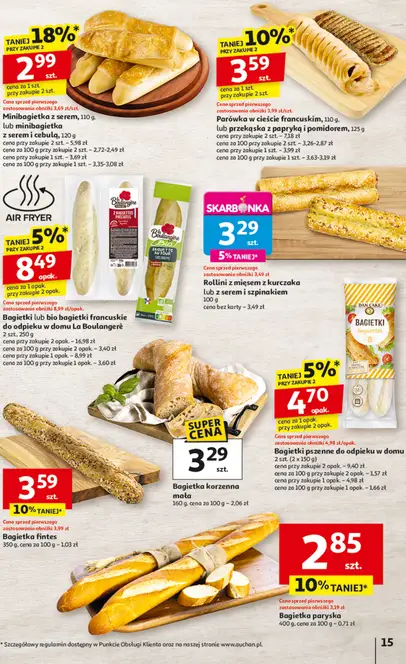 TANIEJ 18%*
PRZY ZAKUPIE 2
2.99
szt.
cena za 1 szt.
przy zakupie 2 szt.
Cena sprzed pierwszego
zastosowania obniżki 3,69 zł/szt.
Minibagietka z serem, 110 g,
lub minibagietka
z serem i cebulą, 120 g
cena przy zakupie 2 szt. – 5,98 zł
cena za 100 g przy zakupie 2 szt. – 2,72-2,49 zł
cena przy zakupie 1 szt. – 3,69 zł
cena za 100 g przy zakupie 1 szt. – 3,35-3,08 zł
TANIEJ 10%*
PRZY ZAKUPIE 2
3.59
szt.
cena za 1 szt.
przy zakupie 2 szt.
Cena sprzed pierwszego
zastosowania obniżki 3,99 zł/szt.
Parówka w cieście francuskim, 110 g,
lub przekąska z papryką i pomidorem, 125 g
cena przy zakupie 2 szt. – 7,18 zł
cena za 100 przy zakupie 2 szt. – 3,26-2,87 zł
cena przy zakupie 1 szt. – 3,99 zł
cena za 100 g przy zakupie 1 szt. – 3,63-3,19 zł
AIR FRYER
TANIEJ 5%*
PRZY ZAKUPIE 2
8.49
opak.
cena za 1 opak.
przy zakupie 2 opak.
Cena sprzed pierwszego
zastosowania obniżki 8,99 zł/opak.
Bagietki lub bio bagietki francuskie
do odpieku w domu La Boulangerè
2 szt., 250 g
cena przy zakupie 2 opak. – 16,98 zł
cena za 100 g przy zakupie 2 opak. – 3,40 zł
cena przy zakupie 1 opak. – 8,99 zł
cena za 100 g przy zakupie 1 opak. – 3,60 zł
SKARBONKA
3.29
szt.
5% TANIEJ*
Cena sprzed pierwszego
zastosowania obniżki 3,49 zł
Rollini z mięsem z kurczaka
lub z serem i szpinakiem
100 g
cena bez karty – 3,49 zł
DAN CAKE
BAGIETKI
TANIEJ 5%*
PRZY ZAKUPIE 2
4.70
opak.
cena za 1 opak.
przy zakupie 2 opak.
Cena sprzed pierwszego
zastosowania obniżki 4,98 zł/opak.
Bagietki pszenne do odpieku w domu
2 szt. (2 x 150 g)
cena przy zakupie 2 opak. – 9,40 zł
cena za 100 g przy zakupie 2 opak. – 1,57 zł
cena przy zakupie 1 opak. – 4,98 zł
cena za 100 g przy zakupie 1 opak. – 1,66 zł
SUPER
CENA
3.29
szt.
Bagietka korzenna
mała
160 g, cena za 100 g – 2,06 zł
3.59
szt.
10% TANIEJ*
Cena sprzed pierwszego
zastosowania obniżki 3,99 zł
Bagietka fintes
350 g, cena za 100 g – 1,03 zł
2.85
szt.
10% TANIEJ*
Cena sprzed pierwszego
zastosowania obniżki 3,19 zł
Bagietka paryska
400 g, cena za 100 g – 0,71 zł
* Szczegółowy regulamin dostępny w Punkcie Obsługi Klienta oraz na naszej stronie www.auchan.pl.
15